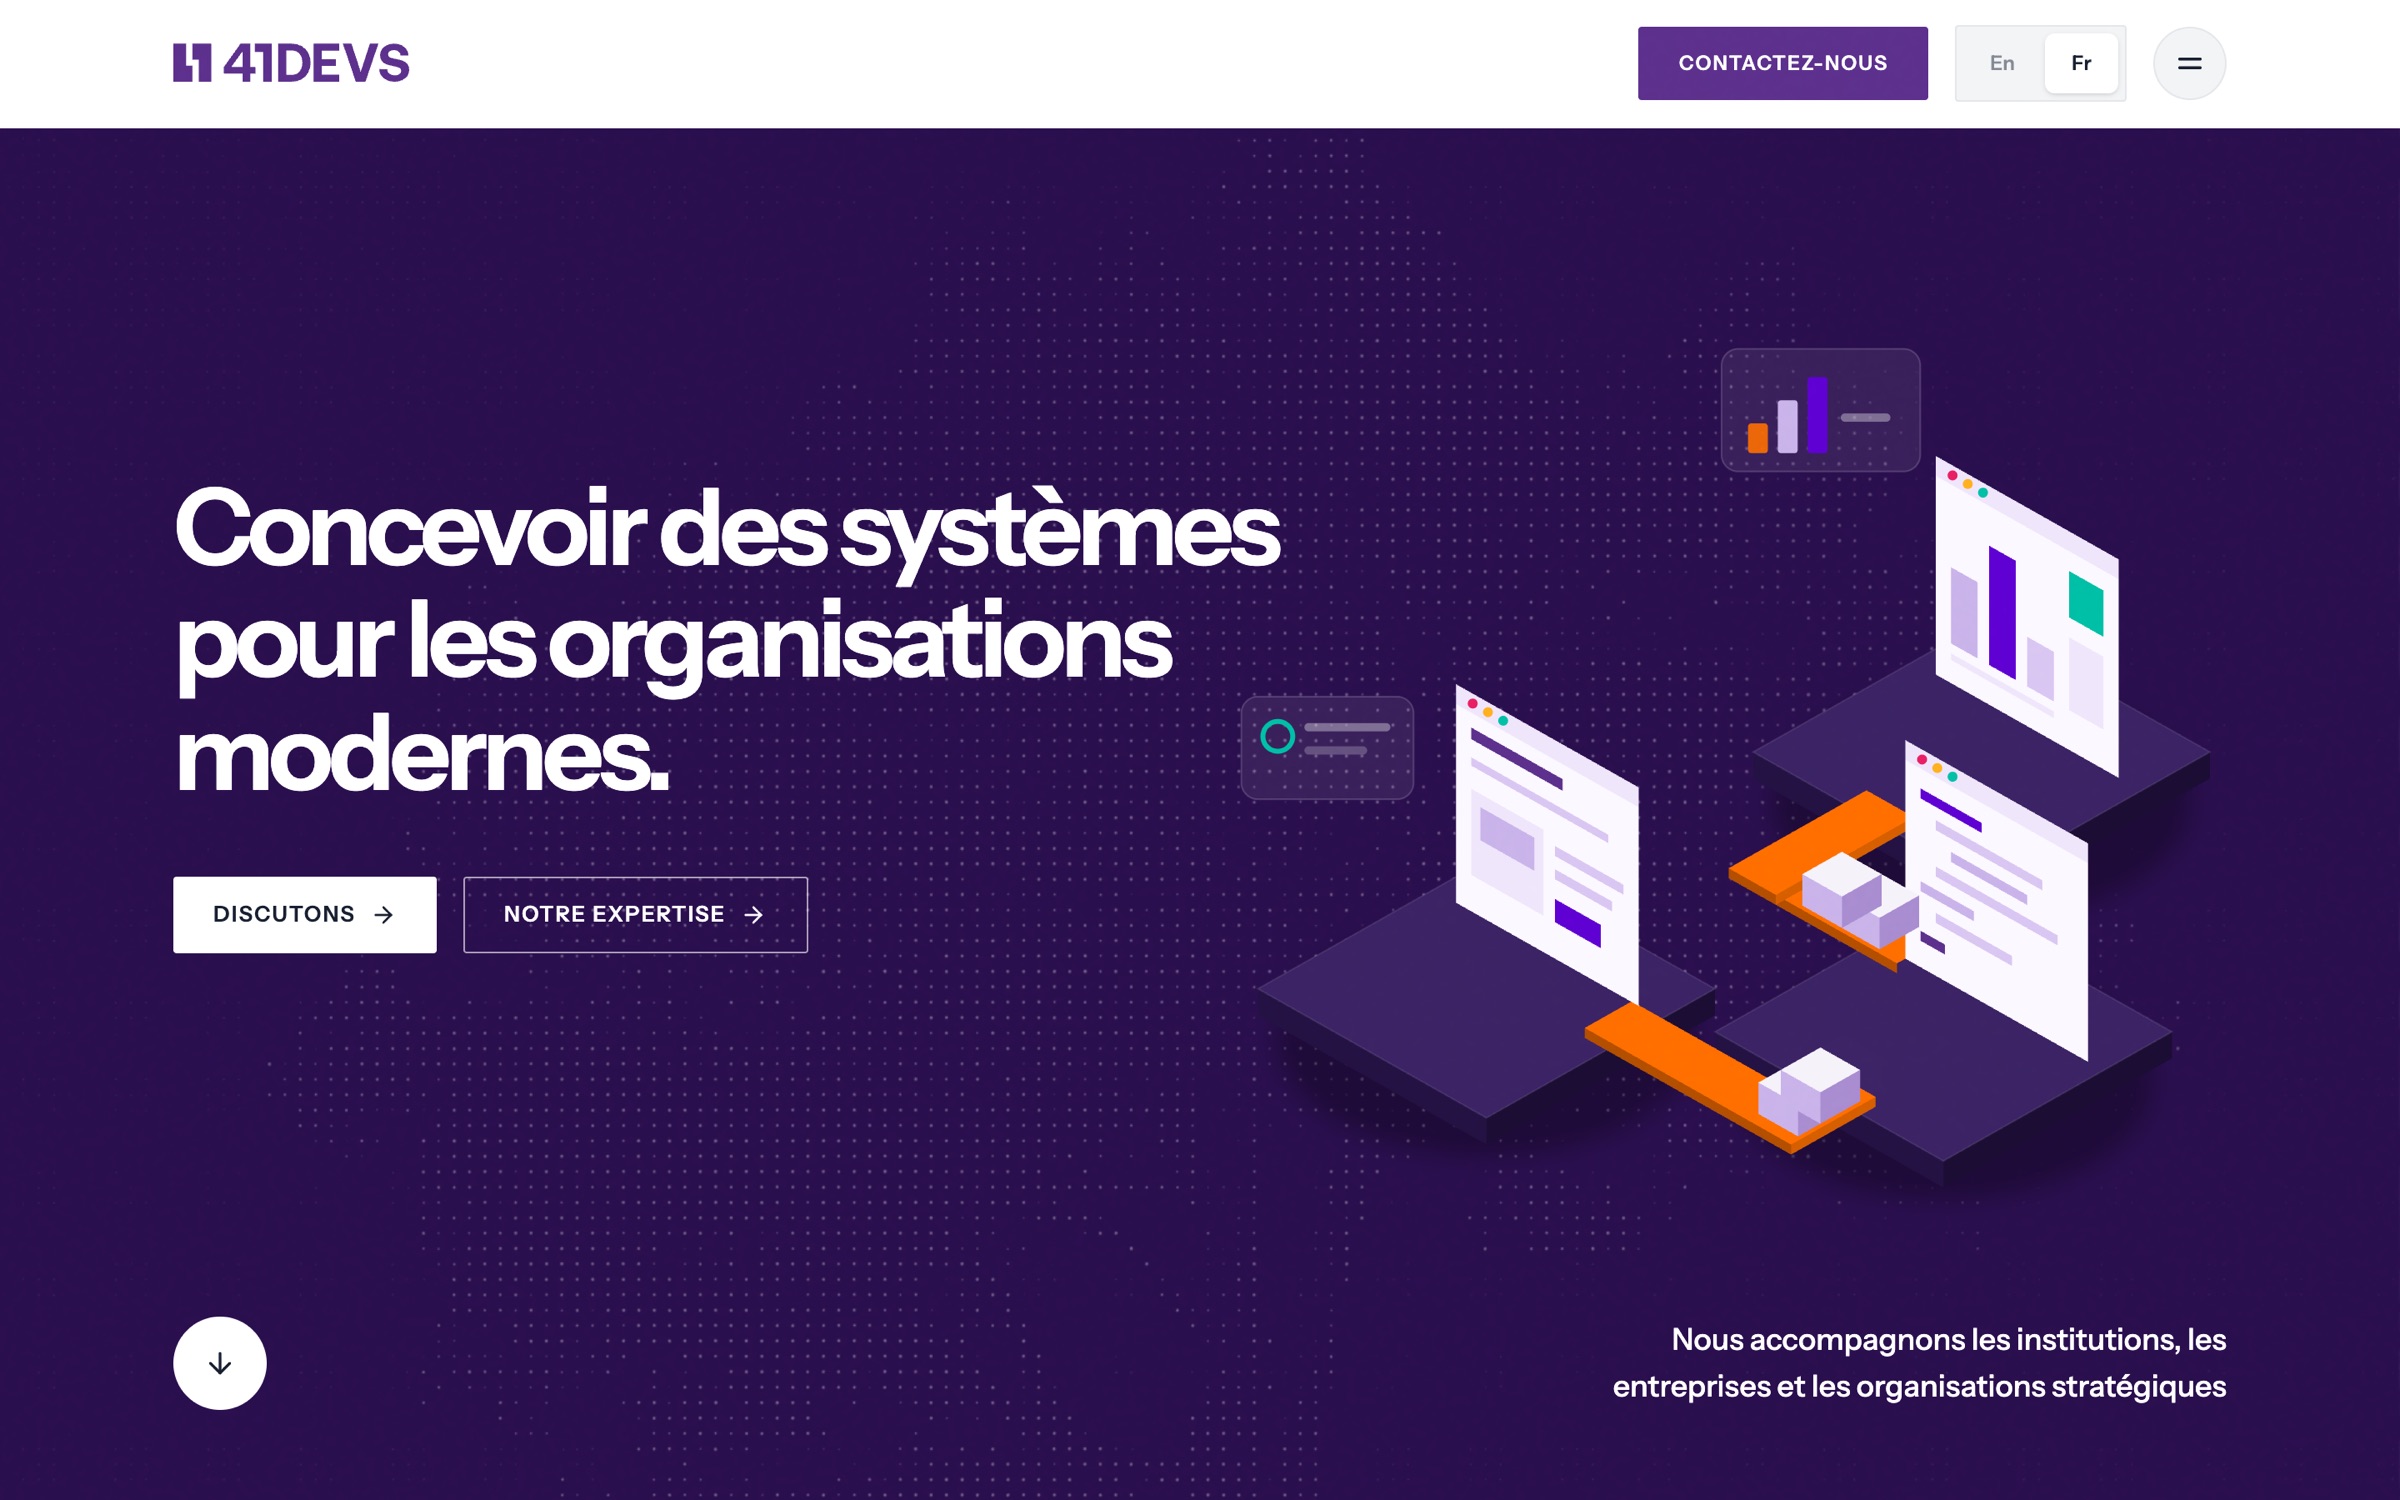 41DEVS
CONTACTEZ-NOUS
En
Fr
Concevoir des systèmes
pour les organisations
modernes.
DISCUTONS
NOTRE EXPERTISE
Nous accompagnons les institutions, les
entreprises et les organisations stratégiques